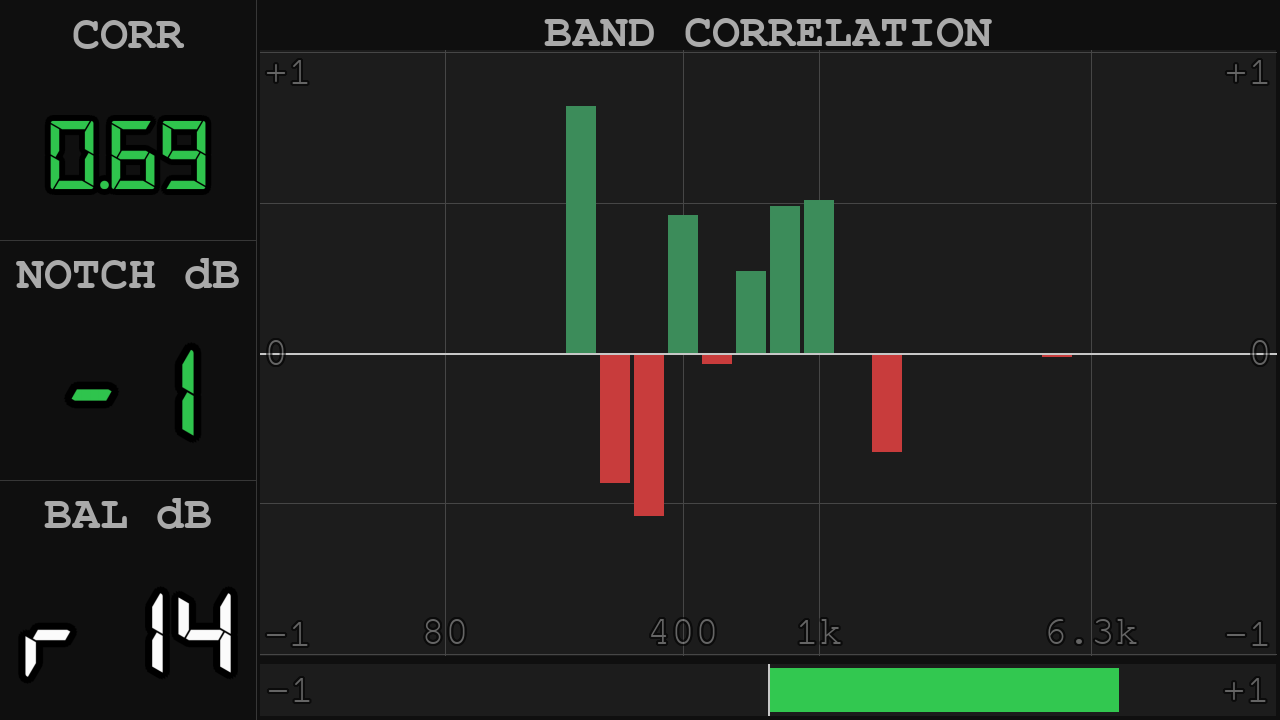 CORR
0.69
NOTCH dB
-1
BAL dB
r 14
BAND CORRELATION
+1 +1
0 0
-1 80 400 1k 6.3k -1
-1 +1